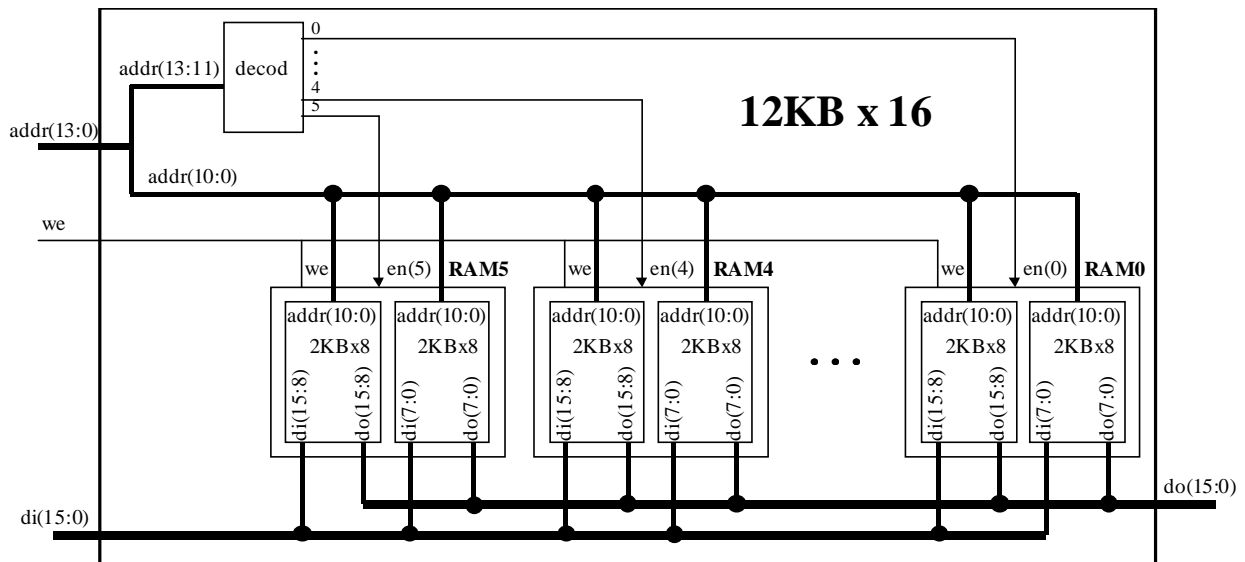 0
addr(13:11)
decod
4
5
12KB x 16
addr(13:0)
addr(10:0)
we
we
en(5)
RAM5
we
en(4)
RAM4
we
en(0)
RAM0
addr(10:0)
addr(10:0)
addr(10:0)
addr(10:0)
addr(10:0)
addr(10:0)
2KBx8
2KBx8
2KBx8
2KBx8
2KBx8
2KBx8
di(15:8)
do(15:8)
di(7:0)
do(7:0)
di(15:8)
do(15:8)
di(7:0)
do(7:0)
di(15:8)
do(15:8)
di(7:0)
do(7:0)
do(15:0)
di(15:0)